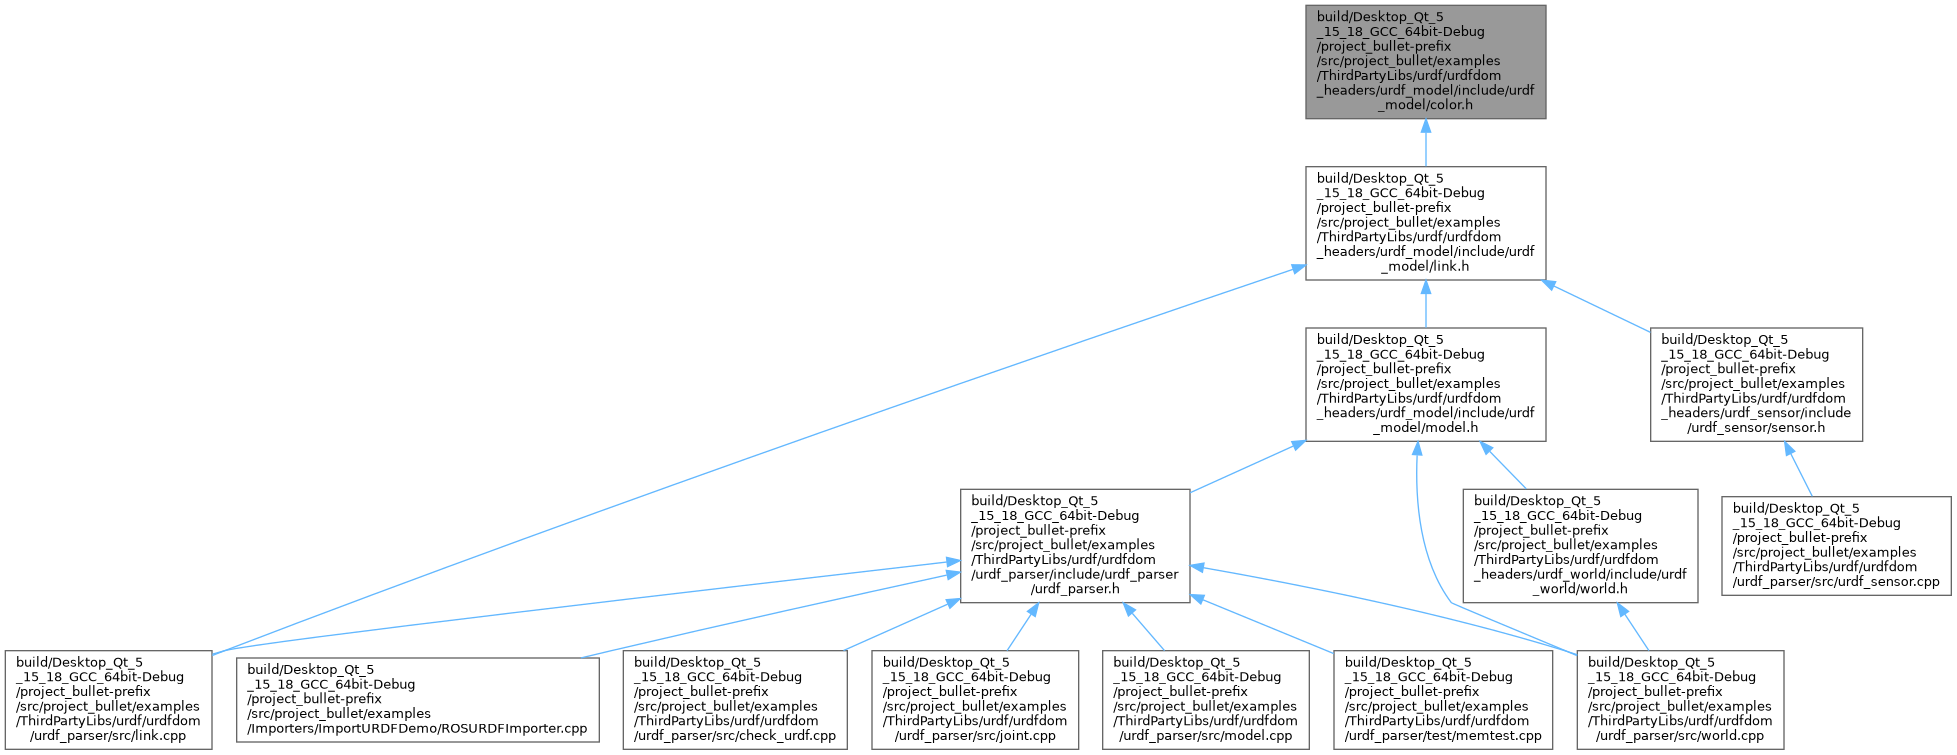 build/Desktop_Qt_5
_15_18_GCC_64bit-Debug
/project_bullet-prefix
/src/project_bullet/examples
/ThirdPartyLibs/urdf/urdfdom
_headers/urdf_model/include/urdf
_model/color.h
build/Desktop_Qt_5
_15_18_GCC_64bit-Debug
/project_bullet-prefix
/src/project_bullet/examples
/ThirdPartyLibs/urdf/urdfdom
_headers/urdf_model/include/urdf
_model/link.h
build/Desktop_Qt_5
_15_18_GCC_64bit-Debug
/project_bullet-prefix
/src/project_bullet/examples
/ThirdPartyLibs/urdf/urdfdom
_headers/urdf_model/include/urdf
_model/model.h
build/Desktop_Qt_5
_15_18_GCC_64bit-Debug
/project_bullet-prefix
/src/project_bullet/examples
/ThirdPartyLibs/urdf/urdfdom
_headers/urdf_sensor/include
/urdf_sensor/sensor.h
build/Desktop_Qt_5
_15_18_GCC_64bit-Debug
/project_bullet-prefix
/src/project_bullet/examples
/ThirdPartyLibs/urdf/urdfdom
/urdf_parser/include/urdf_parser
/urdf_parser.h
build/Desktop_Qt_5
_15_18_GCC_64bit-Debug
/project_bullet-prefix
/src/project_bullet/examples
/ThirdPartyLibs/urdf/urdfdom
_headers/urdf_world/include/urdf
_world/world.h
build/Desktop_Qt_5
_15_18_GCC_64bit-Debug
/project_bullet-prefix
/src/project_bullet/examples
/ThirdPartyLibs/urdf/urdfdom
/urdf_parser/src/urdf_sensor.cpp
build/Desktop_Qt_5
_15_18_GCC_64bit-Debug
/project_bullet-prefix
/src/project_bullet/examples
/ThirdPartyLibs/urdf/urdfdom
/urdf_parser/src/link.cpp
build/Desktop_Qt_5
_15_18_GCC_64bit-Debug
/project_bullet-prefix
/src/project_bullet/examples
/Importers/ImportURDFDemo/ROSURDFImporter.cpp
build/Desktop_Qt_5
_15_18_GCC_64bit-Debug
/project_bullet-prefix
/src/project_bullet/examples
/ThirdPartyLibs/urdf/urdfdom
/urdf_parser/src/check_urdf.cpp
build/Desktop_Qt_5
_15_18_GCC_64bit-Debug
/project_bullet-prefix
/src/project_bullet/examples
/ThirdPartyLibs/urdf/urdfdom
/urdf_parser/src/joint.cpp
build/Desktop_Qt_5
_15_18_GCC_64bit-Debug
/project_bullet-prefix
/src/project_bullet/examples
/ThirdPartyLibs/urdf/urdfdom
/urdf_parser/src/model.cpp
build/Desktop_Qt_5
_15_18_GCC_64bit-Debug
/project_bullet-prefix
/src/project_bullet/examples
/ThirdPartyLibs/urdf/urdfdom
/urdf_parser/test/memtest.cpp
build/Desktop_Qt_5
_15_18_GCC_64bit-Debug
/project_bullet-prefix
/src/project_bullet/examples
/ThirdPartyLibs/urdf/urdfdom
/urdf_parser/src/world.cpp